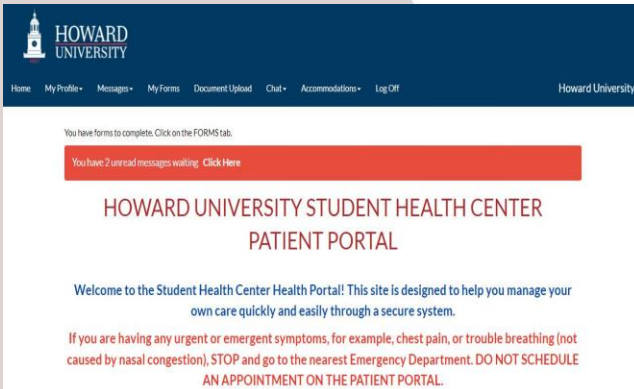 HOWARD
UNIVERSITY
Home My Profile Messages My Forms Document Upload Chat Accommodations Log Off Howard University
You have forms to complete. Click on the FORMS tab.
You have 2 unread messages waiting Click Here
HOWARD UNIVERSITY STUDENT HEALTH CENTER
PATIENT PORTAL
Welcome to the Student Health Center Health Portal! This site is designed to help you manage your
own care quickly and easily through a secure system.
If you are having any urgent or emergent symptoms, for example, chest pain, or trouble breathing (not
caused by nasal congestion), STOP and go to the nearest Emergency Department. DO NOT SCHEDULE
AN APPOINTMENT ON THE PATIENT PORTAL.